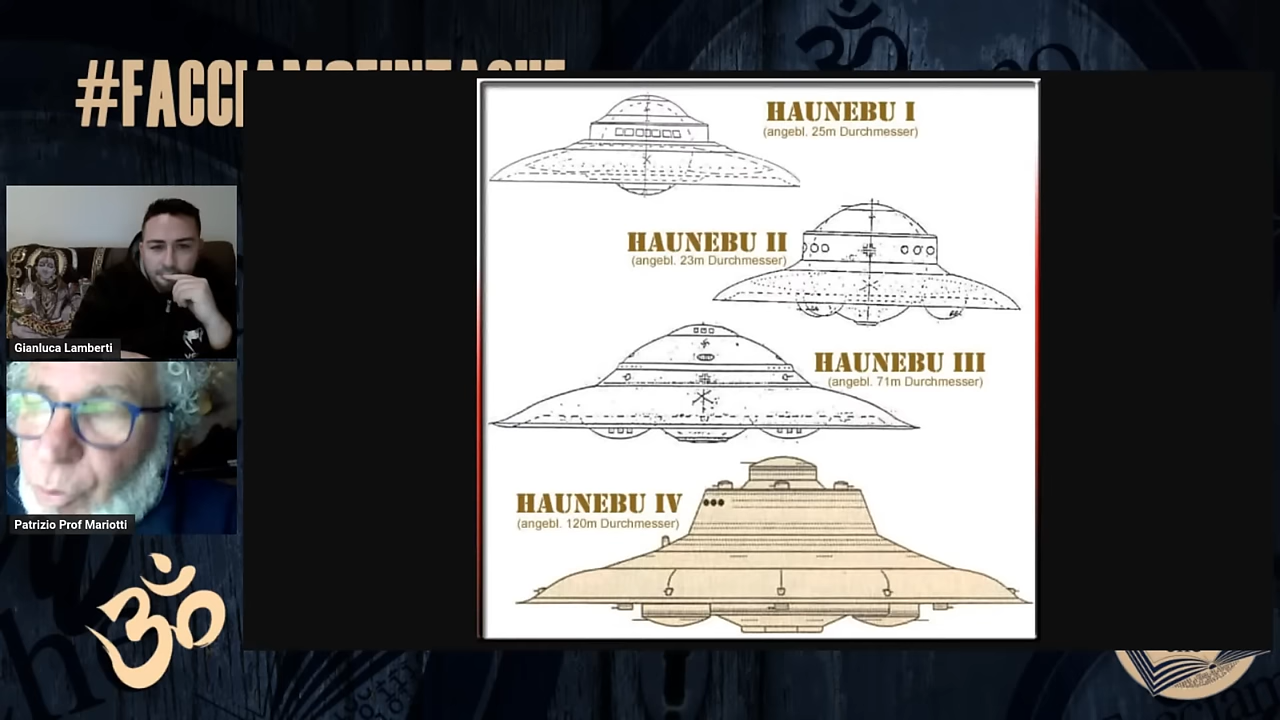 HAUNEBU I
(angebl. 25m Durchmesser)
HAUNEBU II
(angebl. 23m Durchmesser)
Gianluca Lamberti
HAUNEBU III
(angebl. 71m Durchmesser)
HAUNEBU IV
(angebl. 120m Durchmesser)
Patrizio Prof Mariotti
ॐ